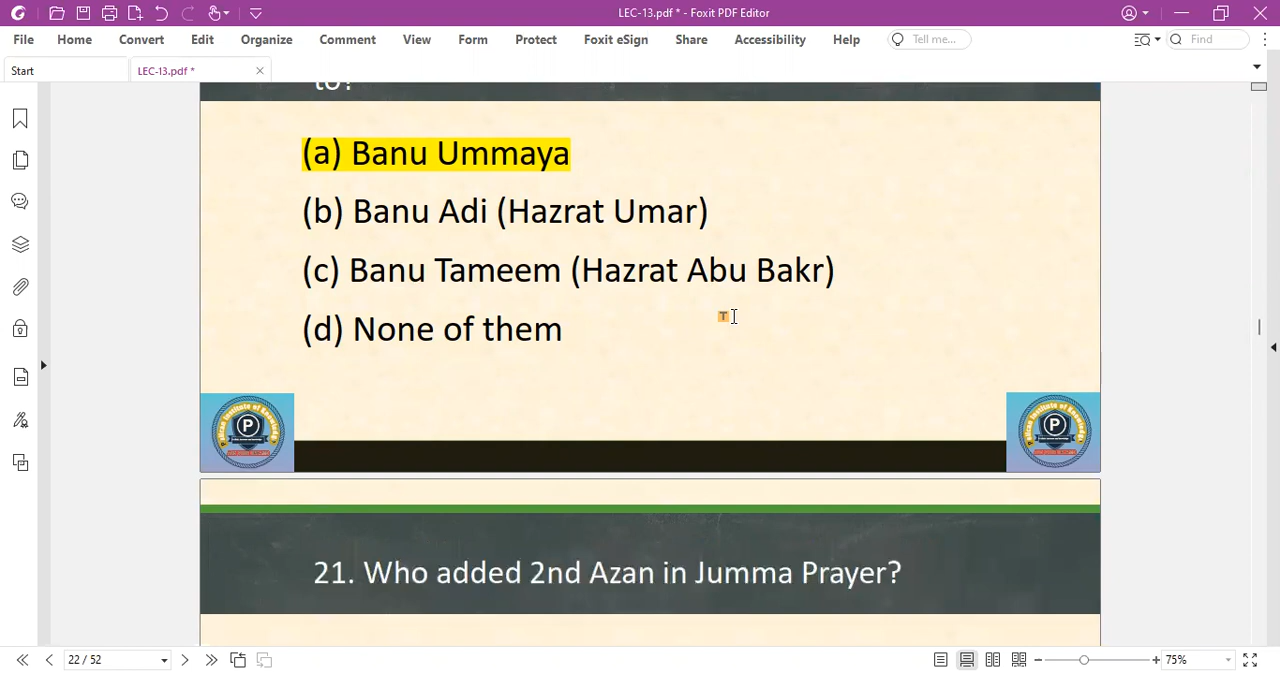 LEC-13.pdf * - Foxit PDF Editor
File Home Convert Edit Organize Comment View Form Protect Foxit eSign Share Accessibility Help Tell me... Find
Start LEC-13.pdf *
to?
(a) Banu Ummaya
(b) Banu Adi (Hazrat Umar)
(c) Banu Tameem (Hazrat Abu Bakr)
(d) None of them
P P
21. Who added 2nd Azan in Jumma Prayer?
22 / 52 75%